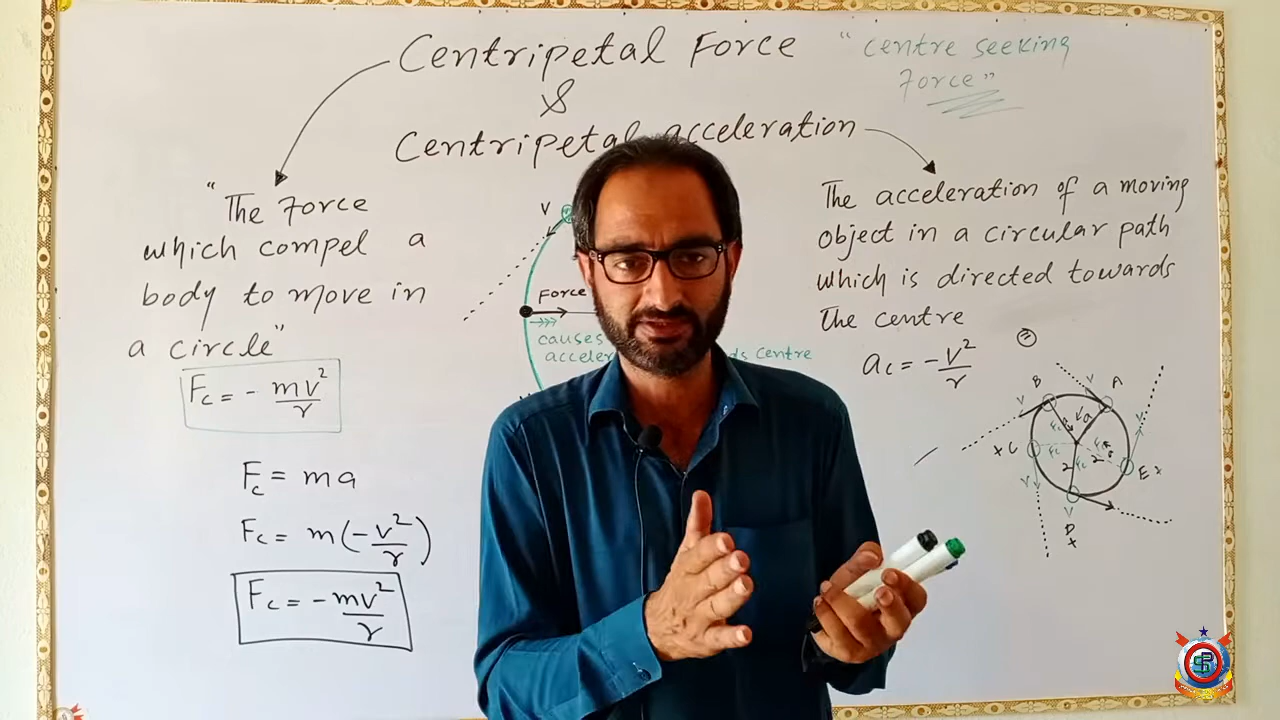 Centripetal Force "Centre seeking
Force"
&
Centripetal acceleration
"The Force
which compel a
body to move in
a circle"
Fc = - mv²/r
Fc = ma
Fc = m(-v²/r)
Fc = - mv²/r
V
Force
causes
acceler ds centre
The acceleration of a moving
object in a circular path
which is directed towards
the centre
ac = - v²/r
B V A
V
C
E
V
D